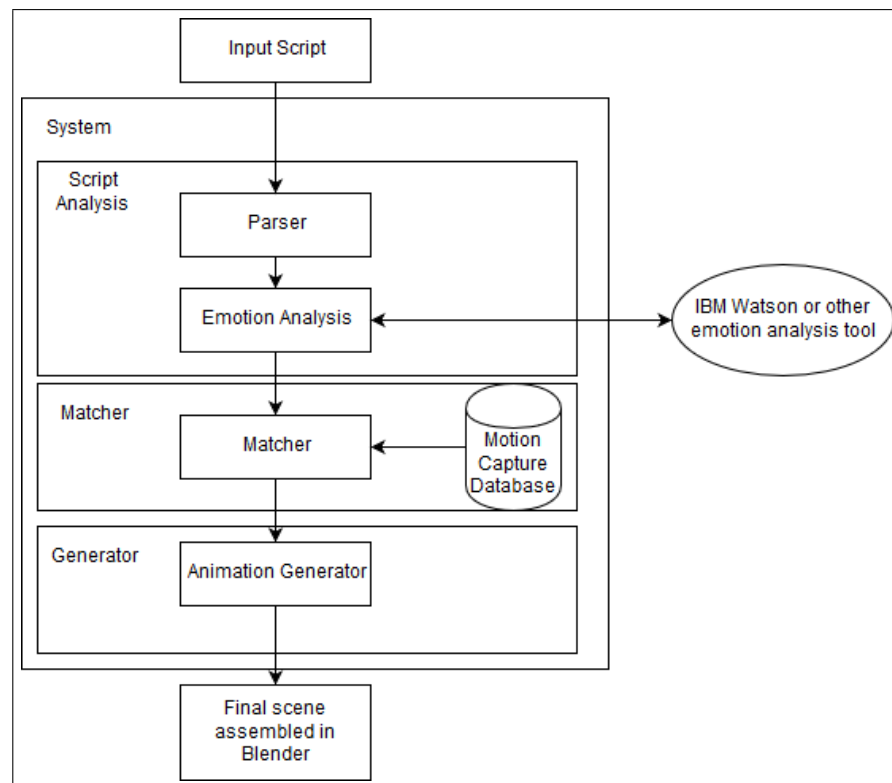 Input Script
System
Script
Analysis
Parser
Emotion Analysis
IBM Watson or other
emotion analysis tool
Matcher
Matcher
Motion
Capture
Database
Generator
Animation Generator
Final scene
assembled in
Blender